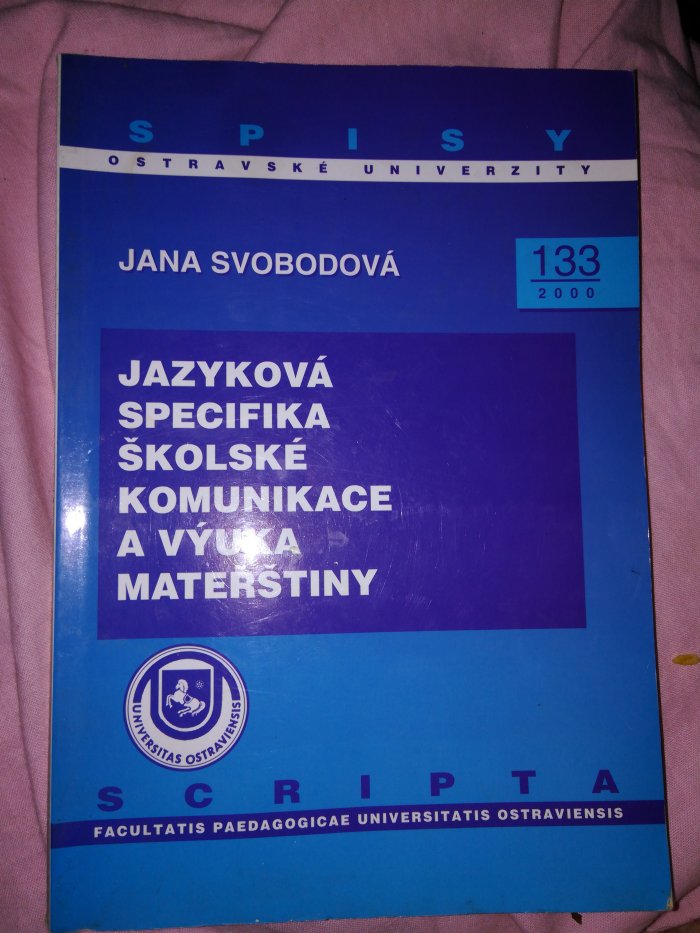 SPISY
OSTRAVSKÉ UNIVERZITY
JANA SVOBODOVÁ
133
2000
JAZYKOVÁ
SPECIFIKA
ŠKOLSKÉ
KOMUNIKACE
A VÝUKA
MATERŠTINY
UNIVERSITAS OSTRAVIENSIS
SCRIPTA
FACULTATIS PAEDAGOGICAE UNIVERSITATIS OSTRAVIENSIS